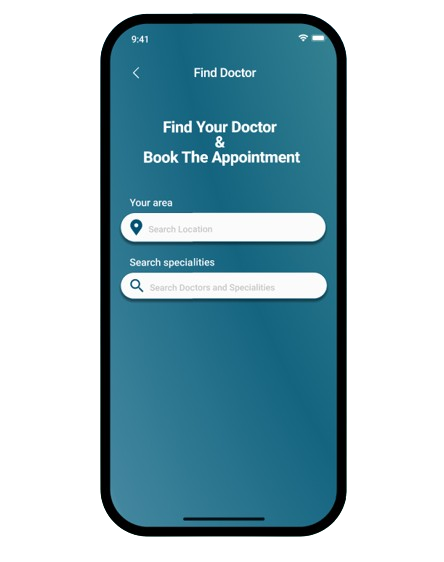 9:41
Find Doctor
Find Your Doctor
&
Book The Appointment
Your area
Search Location
Search specialities
Search Doctors and Specialities